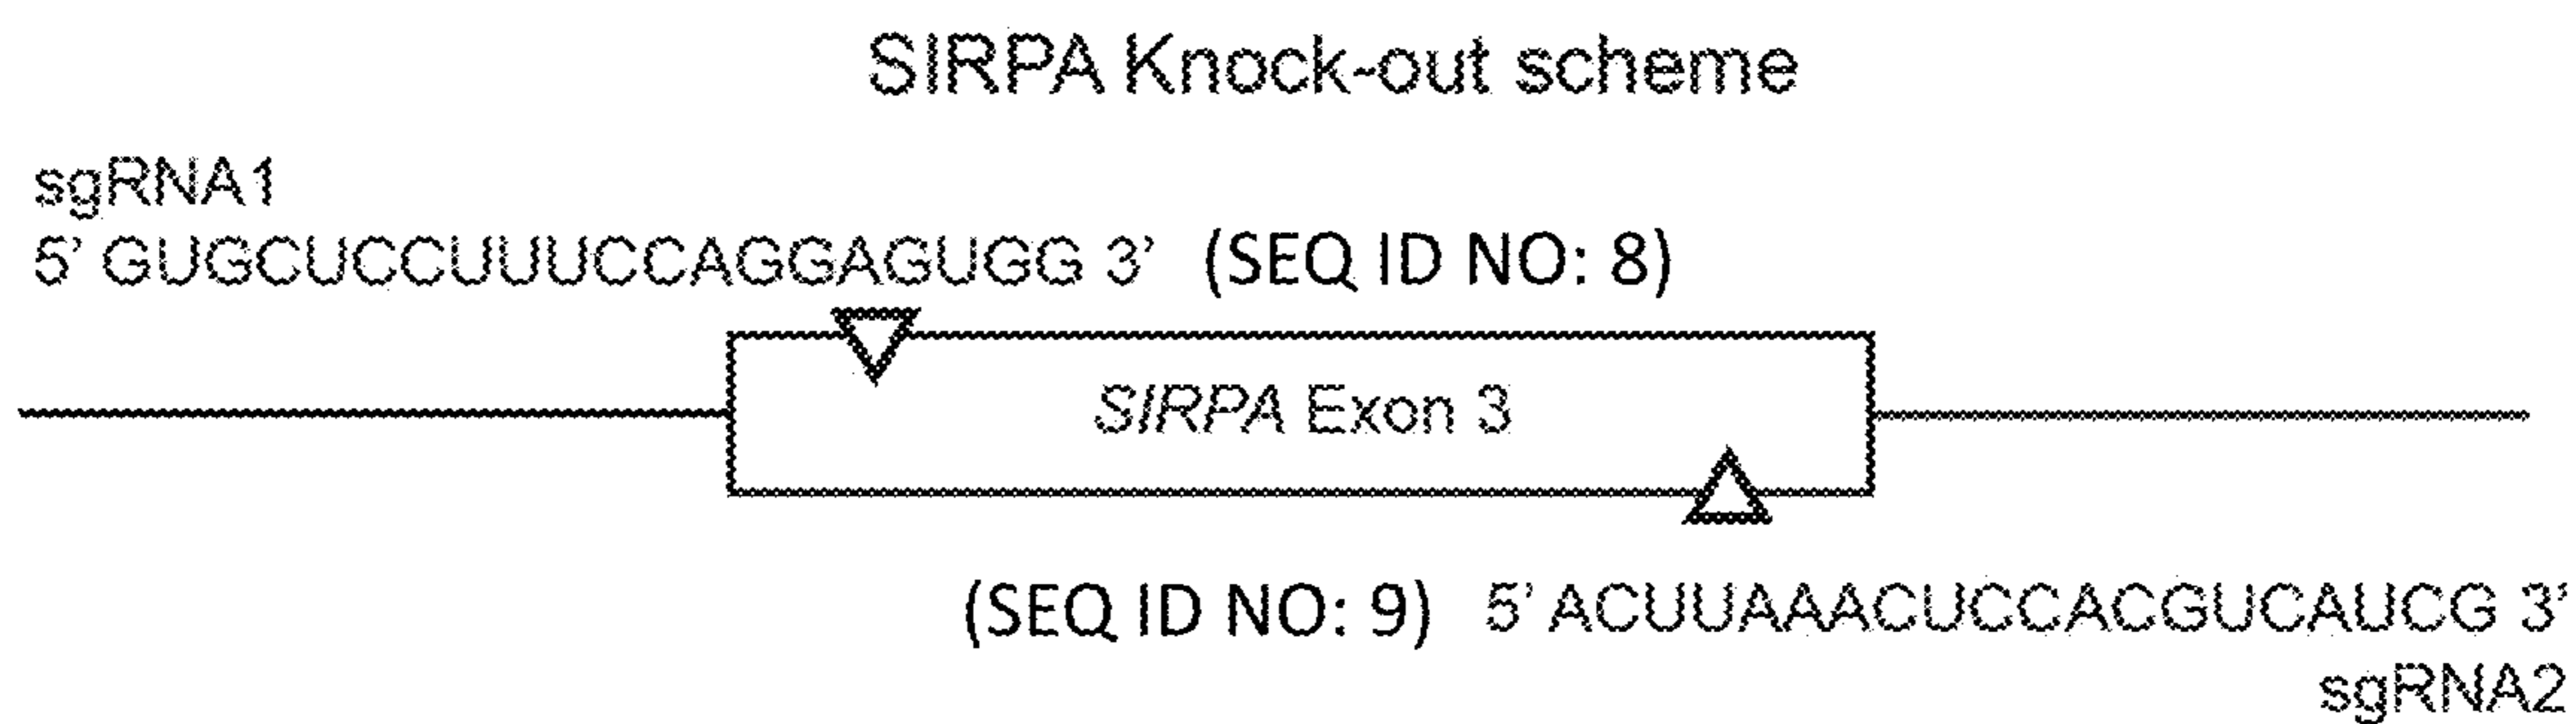 SIRPA Knock-out scheme
sgRNA1
5' GUGCUCCUUUCCAGGAGUGG 3' (SEQ ID NO: 8)
SIRPA Exon 3
(SEQ ID NO: 9) 5' ACUUAAACUCCACGUCAUCG 3'
sgRNA2